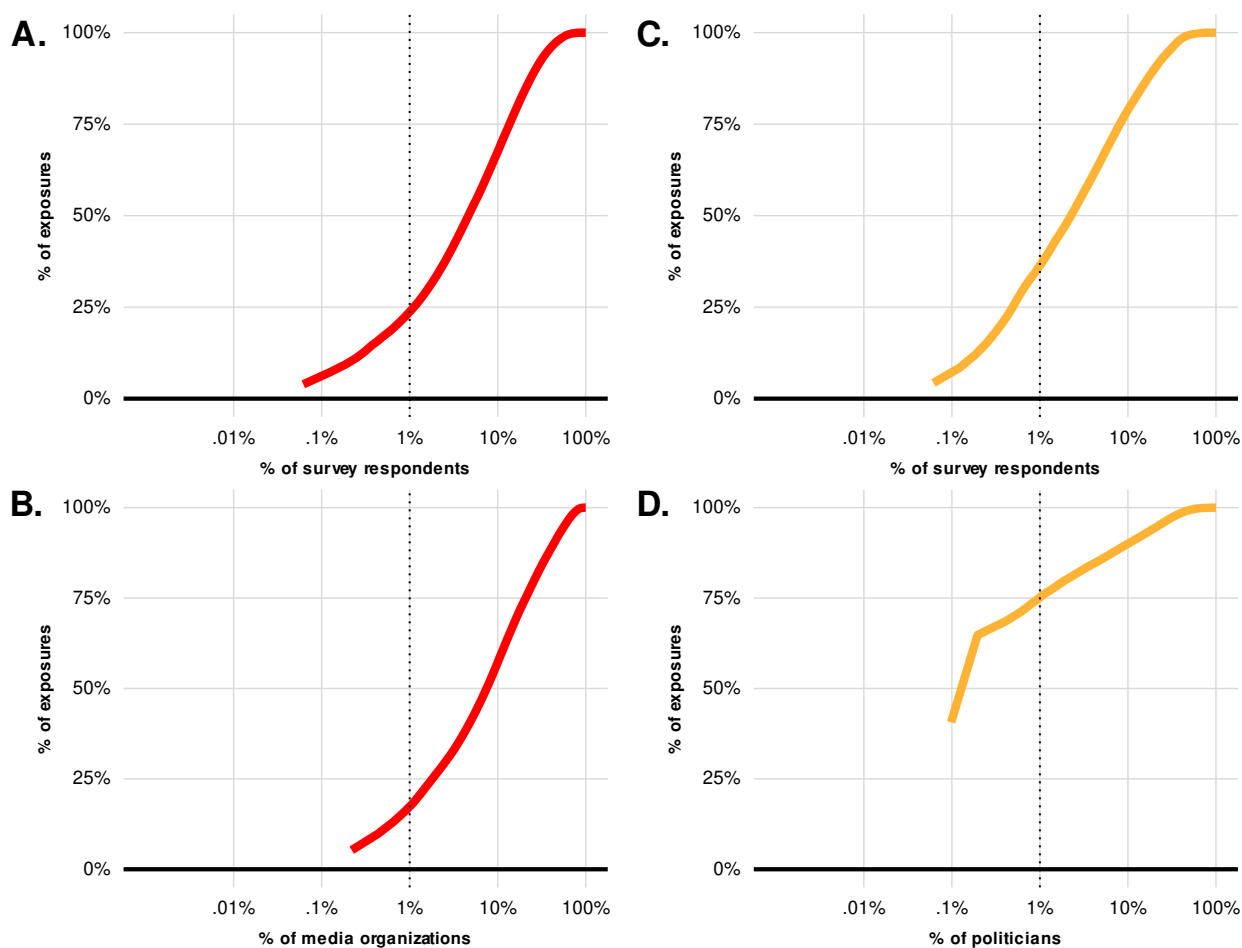 A.
% of exposures
100%
75%
50%
25%
0%
.01% .1% 1% 10% 100%
% of survey respondents
C.
% of exposures
100%
75%
50%
25%
0%
.01% .1% 1% 10% 100%
% of survey respondents
B.
% of exposures
100%
75%
50%
25%
0%
.01% .1% 1% 10% 100%
% of media organizations
D.
% of exposures
100%
75%
50%
25%
0%
.01% .1% 1% 10% 100%
% of politicians